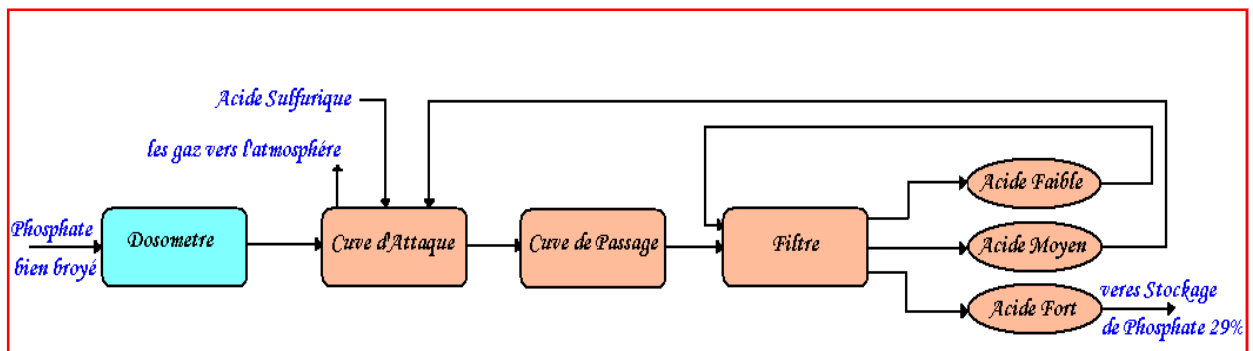 Acide Sulfurique
les gaz vers l'atmosphére
Phosphate
bien broyé
Dosometre
Cuve d'Attaque
Cuve de Passage
Filtre
Acide Faible
Acide Moyen
Acide Fort
veres Stockage
de Phosphate 29%